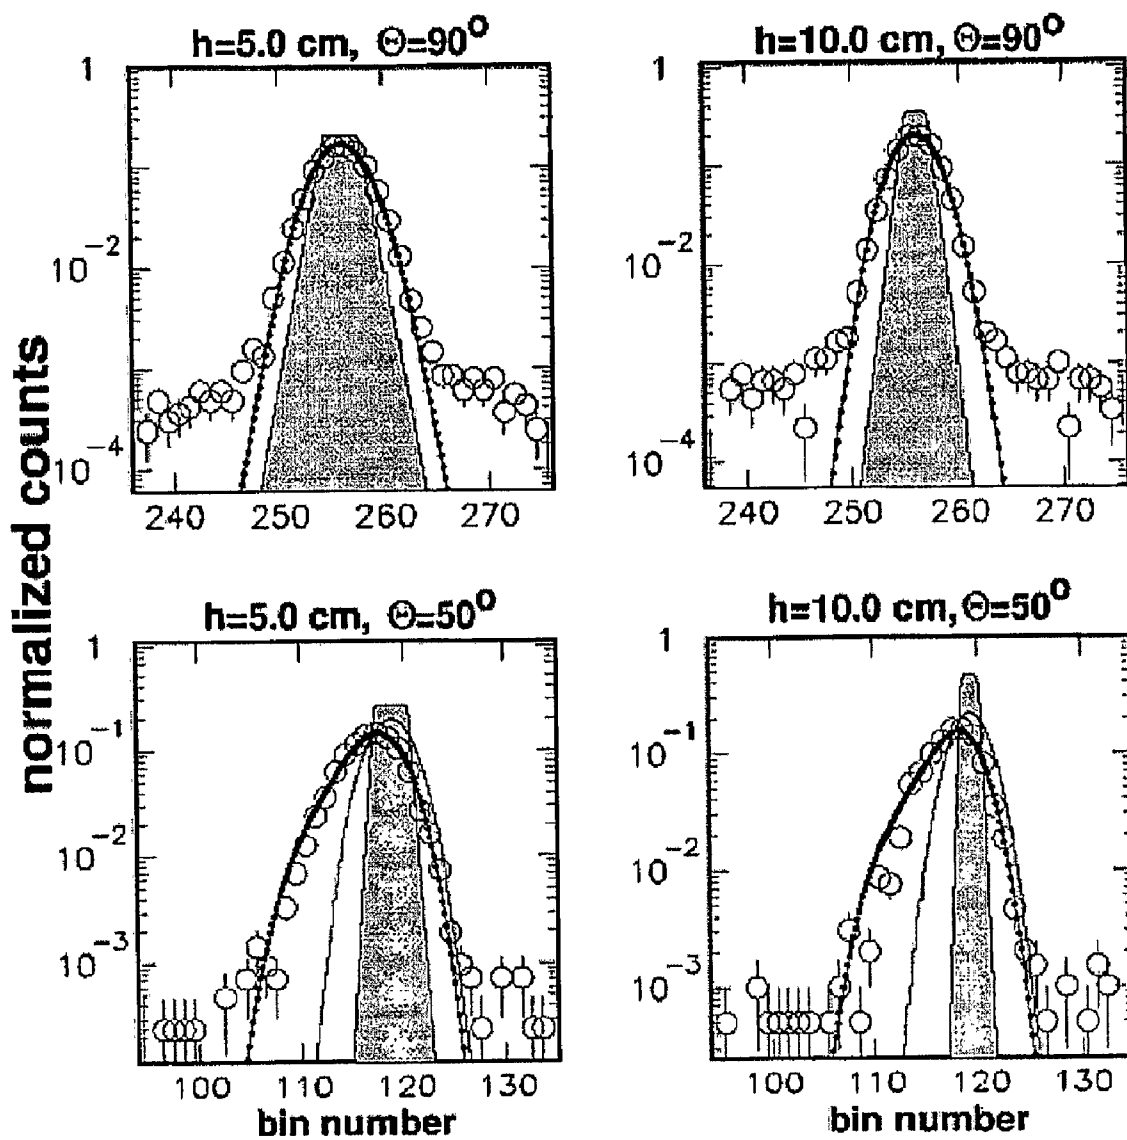 h=5.0 cm, Θ=90°
h=10.0 cm, Θ=90°
normalized counts
1
10⁻²
10⁻⁴
240 250 260 270
1
10⁻²
10⁻⁴
240 250 260 270
h=5.0 cm, Θ=50°
h=10.0 cm, Θ=50°
1
10⁻¹
10⁻²
10⁻³
100 110 120 130
bin number
1
10⁻¹
10⁻²
10⁻³
100 110 120 130
bin number